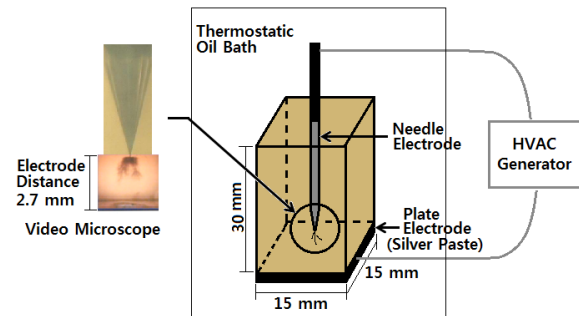 Thermostatic
Oil Bath
Needle
Electrode
HVAC
Generator
Electrode
Distance
2.7 mm
Video Microscope
30 mm
Plate
Electrode
(Silver Paste)
15 mm
15 mm